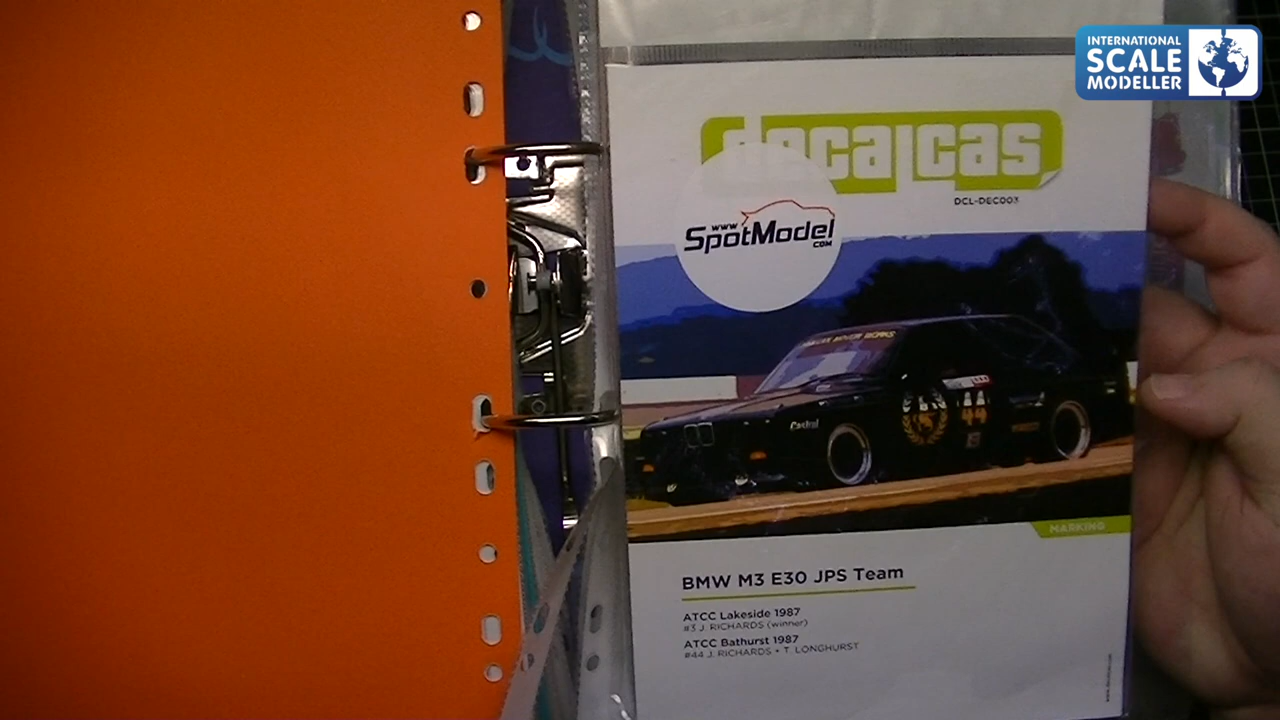 INTERNATIONAL
SCALE
MODELLER
decalcas
DCL-DEC003
www
SpotModel
.COM
Castrol
44
MARKING
BMW M3 E30 JPS Team
ATCC Lakeside 1987
#3 J. RICHARDS (winner)
ATCC Bathurst 1987
#44 J. RICHARDS • T. LONGHURST